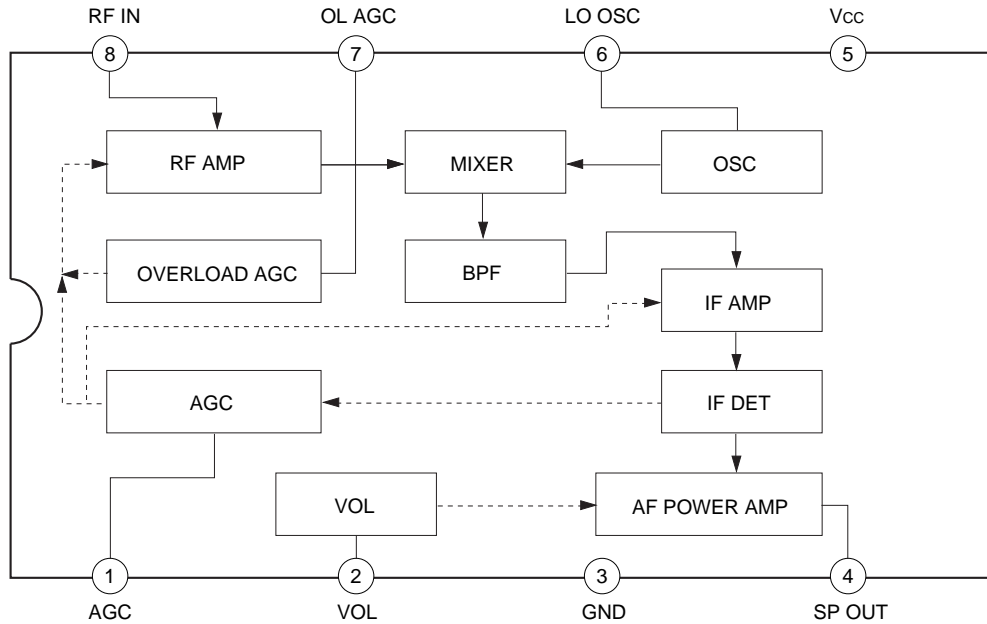 RF IN OL AGC LO OSC Vcc
8 7 6 5
RF AMP MIXER OSC
OVERLOAD AGC BPF
IF AMP
AGC IF DET
VOL AF POWER AMP
1 2 3 4
AGC VOL GND SP OUT